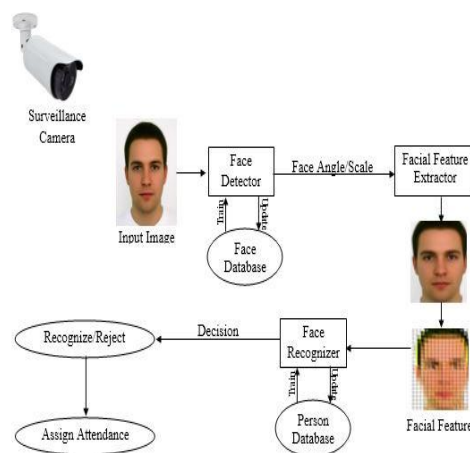 Surveillance
Camera
Input Image
Face
Detector
Face Angle/Scale
Facial Feature
Extractor
Train
Update
Face
Database
Recognize/Reject
Decision
Face
Recognizer
Train
Update
Person
Database
Facial Feature
Assign Attendance